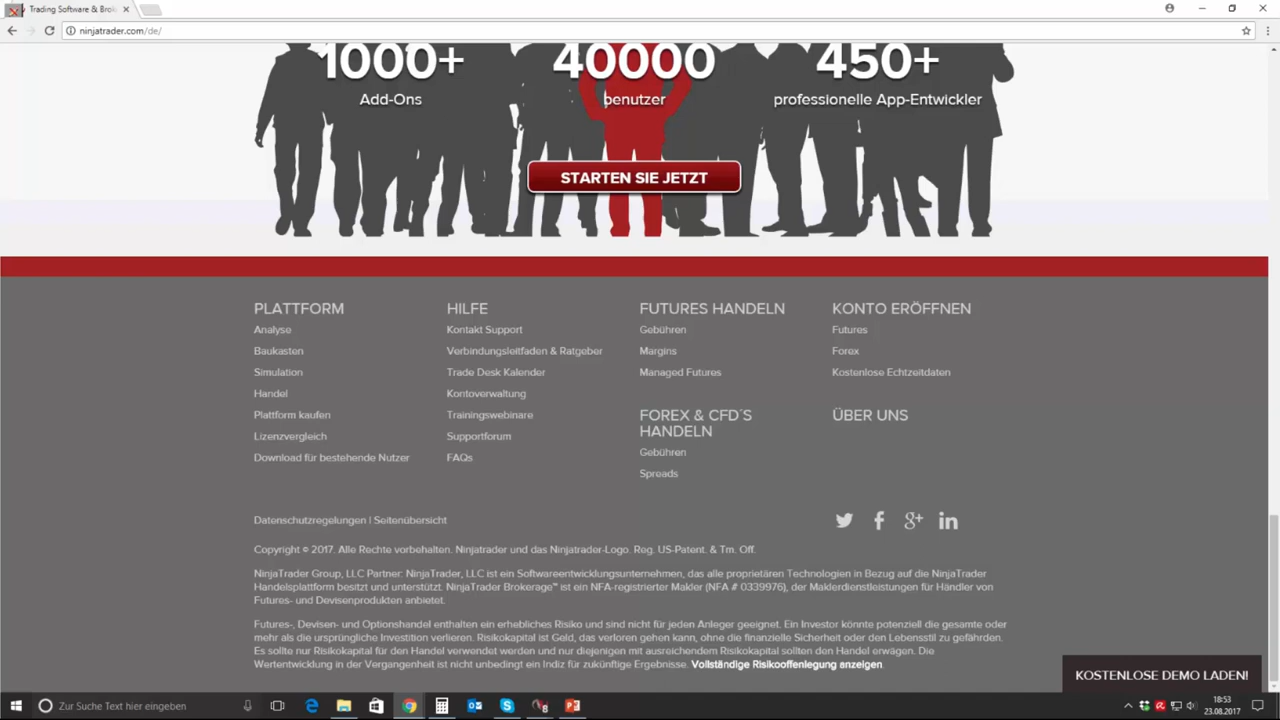 Trading Software & Brok
ninjatrader.com/de/
1000+
40000
450+
Add-Ons
benutzer
professionelle App-Entwickler
STARTEN SIE JETZT
PLATTFORM
Analyse
Baukasten
Simulation
Handel
Plattform kaufen
Lizenzvergleich
Download für bestehende Nutzer
HILFE
Kontakt Support
Verbindungsleitfaden & Ratgeber
Trade Desk Kalender
Kontoverwaltung
Trainingswebinare
Supportforum
FAQs
FUTURES HANDELN
Gebühren
Margins
Managed Futures
FOREX & CFD´S
HANDELN
Gebühren
Spreads
KONTO ERÖFFNEN
Futures
Forex
Kostenlose Echtzeitdaten
ÜBER UNS
Datenschutzregelungen | Seitenübersicht
Copyright © 2017. Alle Rechte vorbehalten. Ninjatrader und das Ninjatrader-Logo. Reg. US-Patent. & Tm. Off.
NinjaTrader Group, LLC Partner: NinjaTrader, LLC ist ein Softwareentwicklungsunternehmen, das alle proprietären Technologien in Bezug auf die NinjaTrader
Handelsplattform besitzt und unterstützt. NinjaTrader Brokerage™ ist ein NFA-registrierter Makler (NFA # 0339976), der Maklerdienstleistungen für Händler von
Futures- und Devisenprodukten anbietet.
Futures-, Devisen- und Optionshandel enthalten ein erhebliches Risiko und sind nicht für jeden Anleger geeignet. Ein Investor könnte potenziell die gesamte oder
mehr als die ursprüngliche Investition verlieren. Risikokapital ist Geld, das verloren gehen kann, ohne die finanzielle Sicherheit oder den Lebensstil zu gefährden.
Es sollte nur Risikokapital für den Handel verwendet werden und nur diejenigen mit ausreichendem Risikokapital sollten den Handel erwägen. Die
Wertentwicklung in der Vergangenheit ist nicht unbedingt ein Indiz für zukünftige Ergebnisse. Vollständige Risikooffenlegung anzeigen.
KOSTENLOSE DEMO LADEN!
Zur Suche Text hier eingeben
18:53
23.08.2017